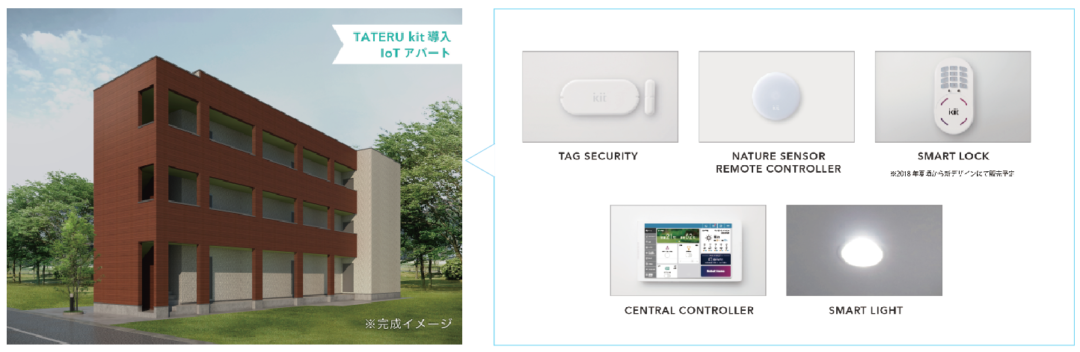 TATERU kit 導入
IoT アパート
※完成イメージ
kit
TAG SECURITY
NATURE SENSOR
REMOTE CONTROLLER
kit
SMART LOCK
※2018年夏頃から新デザインにて販売予定
CENTRAL CONTROLLER
SMART LIGHT